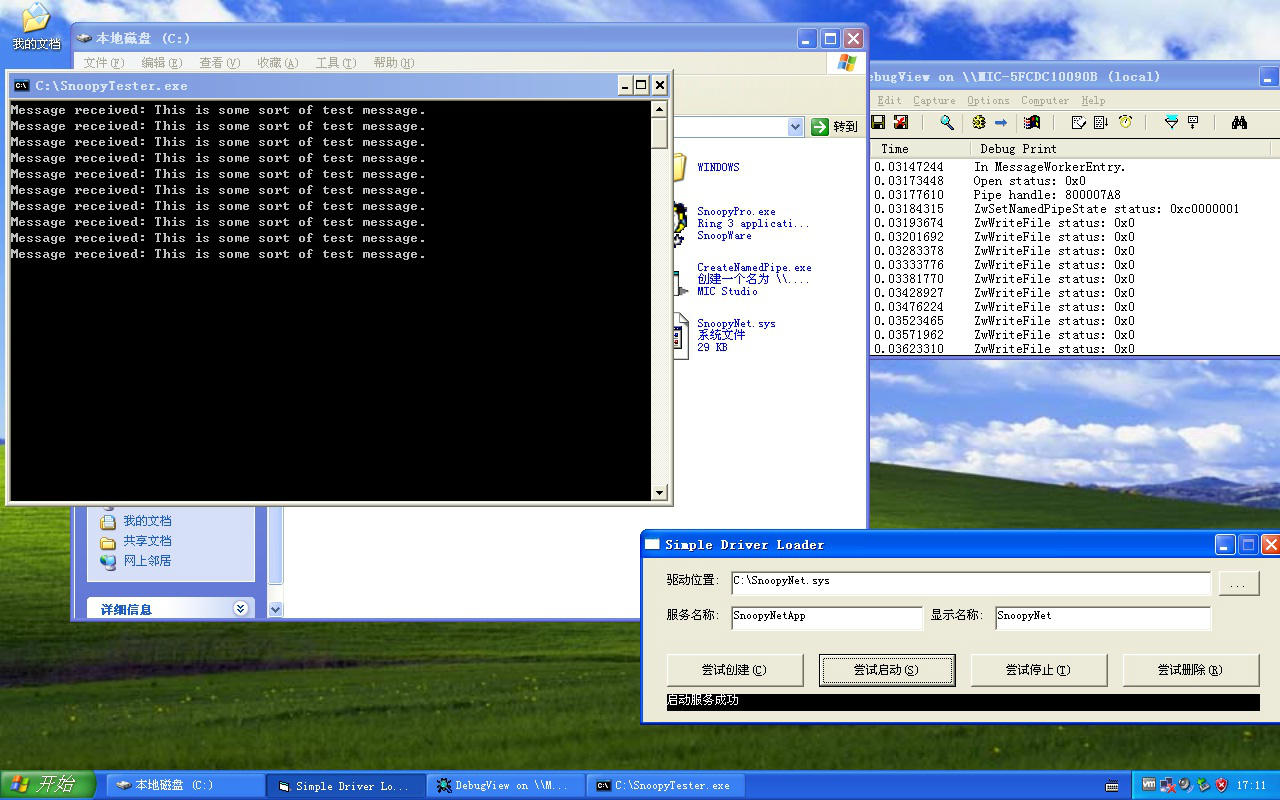 我的文档
本地磁盘 (C:)
文件(F) 编辑(E) 查看(V) 收藏(A) 工具(T) 帮助(H)
转到
C:\SnoopyTester.exe
Message received: This is some sort of test message.
Message received: This is some sort of test message.
Message received: This is some sort of test message.
Message received: This is some sort of test message.
Message received: This is some sort of test message.
Message received: This is some sort of test message.
Message received: This is some sort of test message.
Message received: This is some sort of test message.
Message received: This is some sort of test message.
Message received: This is some sort of test message.
WINDOWS
SnoopyPro.exe
Ring 3 applicati...
SnoopWare
CreateNamedPipe.exe
创建一个名为 \\....
MIC Studio
SnoopyNet.sys
系统文件
29 KB
我的文档
共享文档
网上邻居
详细信息
ebugView on \\MIC-5FCDC10090B (local)
Edit Capture Options Computer Help
Time Debug Print
0.03147244 In MessageWorkerEntry.
0.03173448 Open status: 0x0
0.03177610 Pipe handle: 800007A8
0.03184315 ZwSetNamedPipeState status: 0xc0000001
0.03193674 ZwWriteFile status: 0x0
0.03201692 ZwWriteFile status: 0x0
0.03283378 ZwWriteFile status: 0x0
0.03333776 ZwWriteFile status: 0x0
0.03381770 ZwWriteFile status: 0x0
0.03428927 ZwWriteFile status: 0x0
0.03476224 ZwWriteFile status: 0x0
0.03523465 ZwWriteFile status: 0x0
0.03571962 ZwWriteFile status: 0x0
0.03623310 ZwWriteFile status: 0x0
Simple Driver Loader
驱动位置: C:\SnoopyNet.sys ...
服务名称: SnoopyNetApp 显示名称: SnoopyNet
尝试创建(C) 尝试启动(S) 尝试停止(T) 尝试删除(R)
启动服务成功
开始 本地磁盘 (C:) Simple Driver Lo... DebugView on \\M... C:\SnoopyTester.exe 17:11